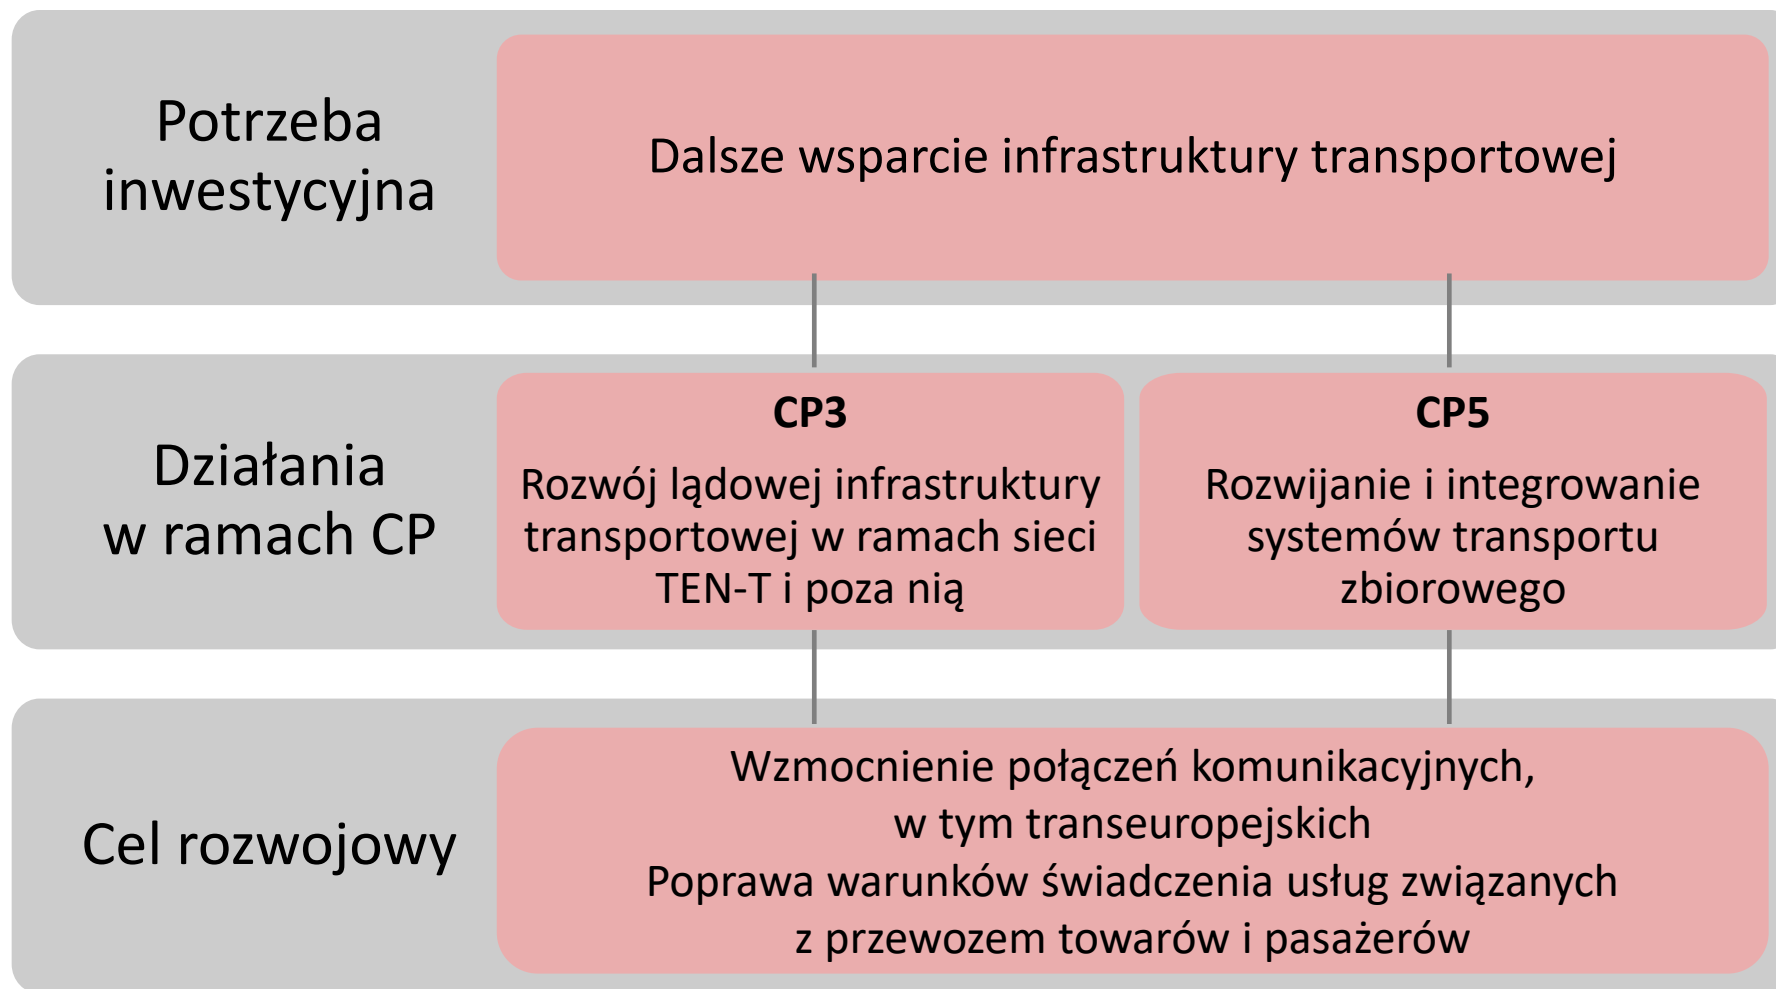 Potrzeba
inwestycyjna
Dalsze wsparcie infrastruktury transportowej
Działania
w ramach CP
CP3
Rozwój lądowej infrastruktury
transportowej w ramach sieci
TEN-T i poza nią
CP5
Rozwijanie i integrowanie
systemów transportu
zbiorowego
Cel rozwojowy
Wzmocnienie połączeń komunikacyjnych,
w tym transeuropejskich
Poprawa warunków świadczenia usług związanych
z przewozem towarów i pasażerów